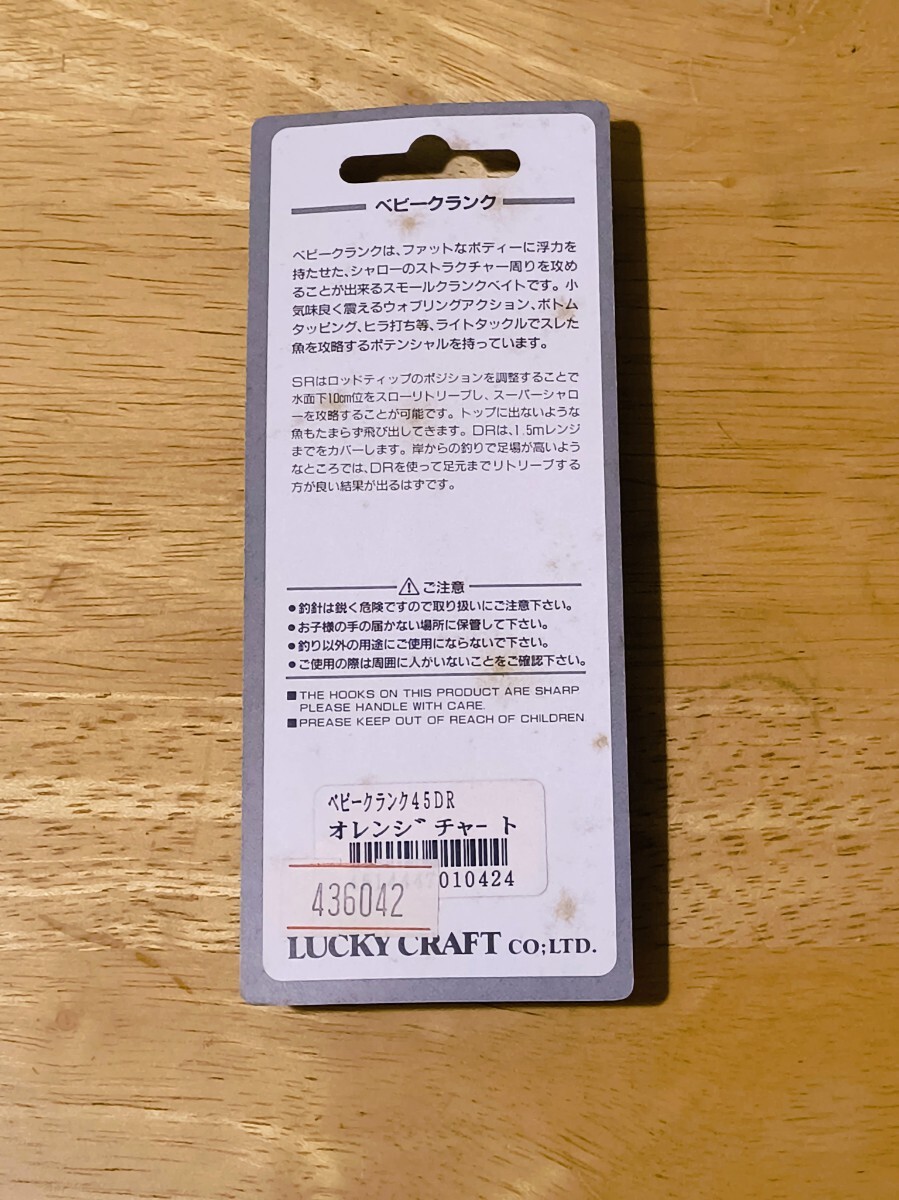 ベビークランク
ベビークランクは、ファットなボディーに浮力を
持たせた、シャローのストラクチャー周りを攻め
ることが出来るスモールクランクベイトです。小
気味良く震えるウォブリングアクション、ボトム
タッピング、ヒラ打ち等、ライトタックルでスレた
魚を攻略するポテンシャルを持っています。
SRはロッドティップのポジションを調整することで
水面下10cm位をスローリトリーブし、スーパーシャロ
ーを攻略することが可能です。トップに出ないような
魚もたまらず飛び出してきます。DRは、1.5mレンジ
までをカバーします。岸からの釣りで足場が高いよう
なところでは、DRを使って足元までリトリーブする
方が良い結果が出るはずです。
ご注意
●釣針は鋭く危険ですので取り扱いにご注意下さい。
●お子様の手の届かない場所に保管して下さい。
●釣り以外の用途にご使用にならないで下さい。
●ご使用の際は周囲に人がいないことをご確認下さい。
■THE HOOKS ON THIS PRODUCT ARE SHARP
PLEASE HANDLE WITH CARE.
■PREASE KEEP OUT OF REACH OF CHILDREN
ベビークランク45DR
オレンジチャート
010424
436042
LUCKY CRAFT CO;LTD.